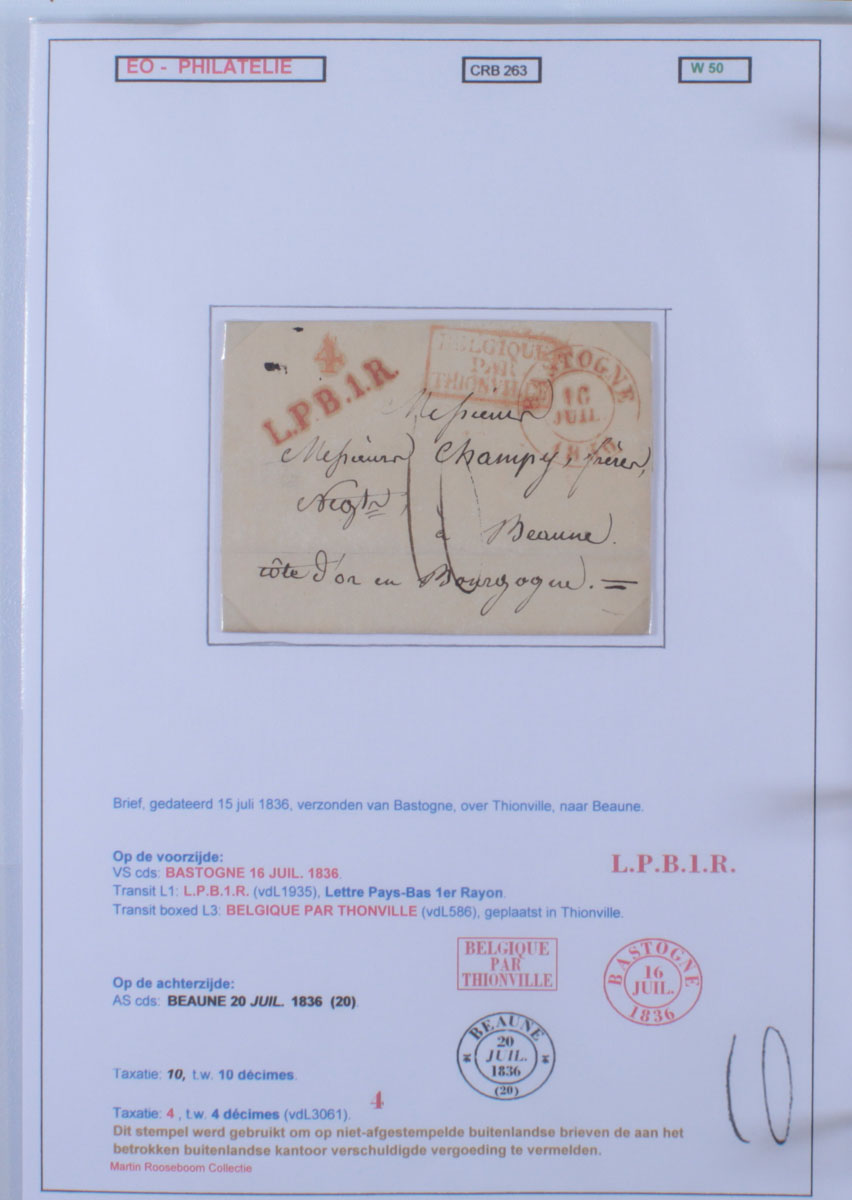 EO - PHILATELIE
CRB 263
W 50
4
L.P.B.1.R.
BELGIQUE
PAR
THIONVILLE
BASTOGNE
16
JUIL.
1836
Messieurs
Messieurs Champy, frères,
Negts,
à Beaune.
côte d'or en Bourgogne. =
10
Brief, gedateerd 15 juli 1836, verzonden van Bastogne, over Thionville, naar Beaune.
Op de voorzijde:
VS cds: BASTOGNE 16 JUIL. 1836.
Transit L1: L.P.B.1.R. (vdL1935), Lettre Pays-Bas 1er Rayon.
Transit boxed L3: BELGIQUE PAR THONVILLE (vdL586), geplaatst in Thionville.
L.P.B.1.R.
BELGIQUE
PAR
THIONVILLE
BASTOGNE
16
JUIL.
1836
Op de achterzijde:
AS cds: BEAUNE 20 JUIL. 1836 (20).
BEAUNE
20
JUIL.
1836
(20)
Taxatie: 10, t.w. 10 décimes.
10
4
Taxatie: 4 , t.w. 4 décimes (vdL3061).
Dit stempel werd gebruikt om op niet-afgestempelde buitenlandse brieven de aan het
betrokken buitenlandse kantoor verschuldigde vergoeding te vermelden.
Martin Rooseboom Collectie